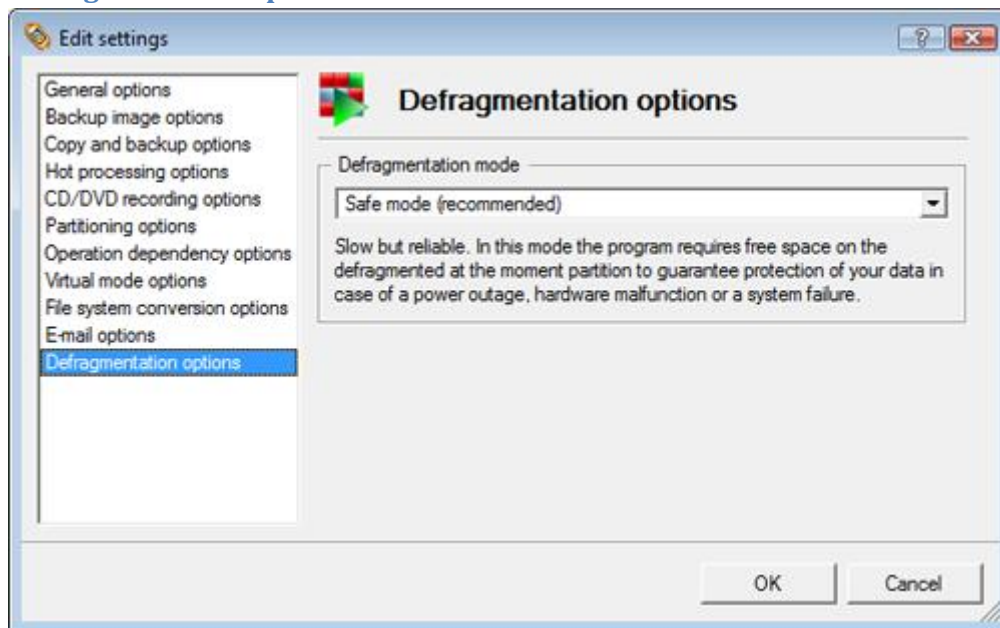 Edit settings
General options
Backup image options
Copy and backup options
Hot processing options
CD/DVD recording options
Partitioning options
Operation dependency options
Virtual mode options
File system conversion options
E-mail options
Defragmentation options
Defragmentation options
Defragmentation mode
Safe mode (recommended)
Slow but reliable. In this mode the program requires free space on the
defragmented at the moment partition to guarantee protection of your data in
case of a power outage, hardware malfunction or a system failure.
OK
Cancel